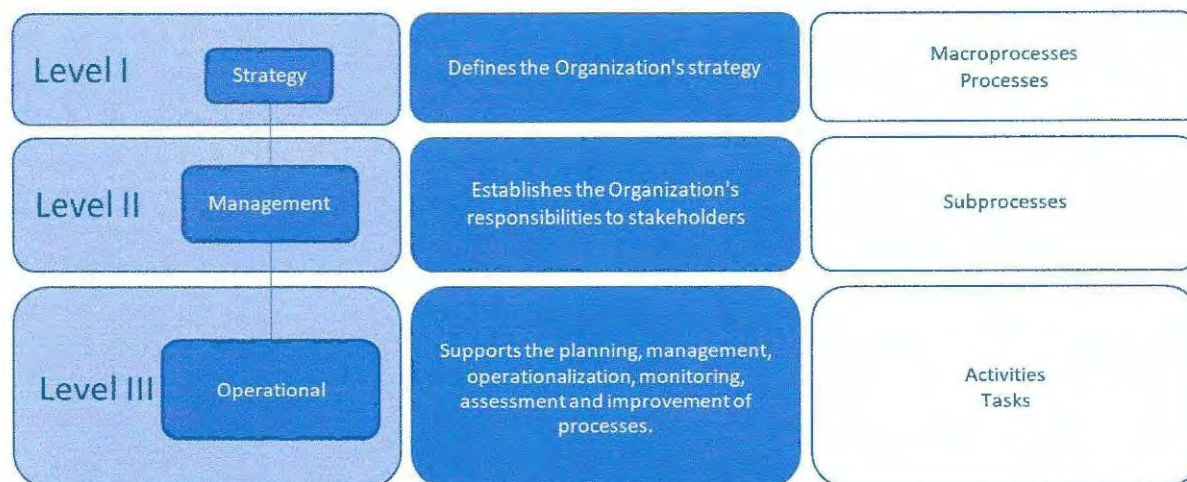 Level I
Strategy
Defines the Organization's strategy
Macroprocesses
Processes
Level II
Management
Establishes the Organization's
responsibilities to stakeholders
Subprocesses
Level III
Operational
Supports the planning, management,
operationalization, monitoring,
assessment and improvement of
processes.
Activities
Tasks